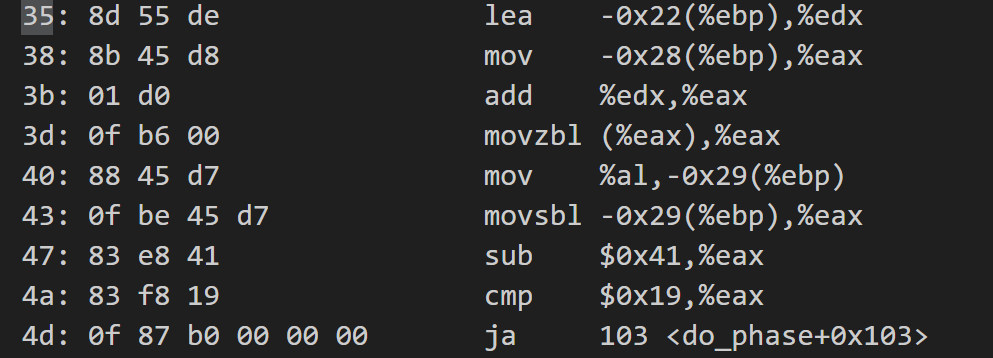 35: 8d 55 de lea -0x22(%ebp),%edx
38: 8b 45 d8 mov -0x28(%ebp),%eax
3b: 01 d0 add %edx,%eax
3d: 0f b6 00 movzbl (%eax),%eax
40: 88 45 d7 mov %al,-0x29(%ebp)
43: 0f be 45 d7 movsbl -0x29(%ebp),%eax
47: 83 e8 41 sub $0x41,%eax
4a: 83 f8 19 cmp $0x19,%eax
4d: 0f 87 b0 00 00 00 ja 103 <do_phase+0x103>